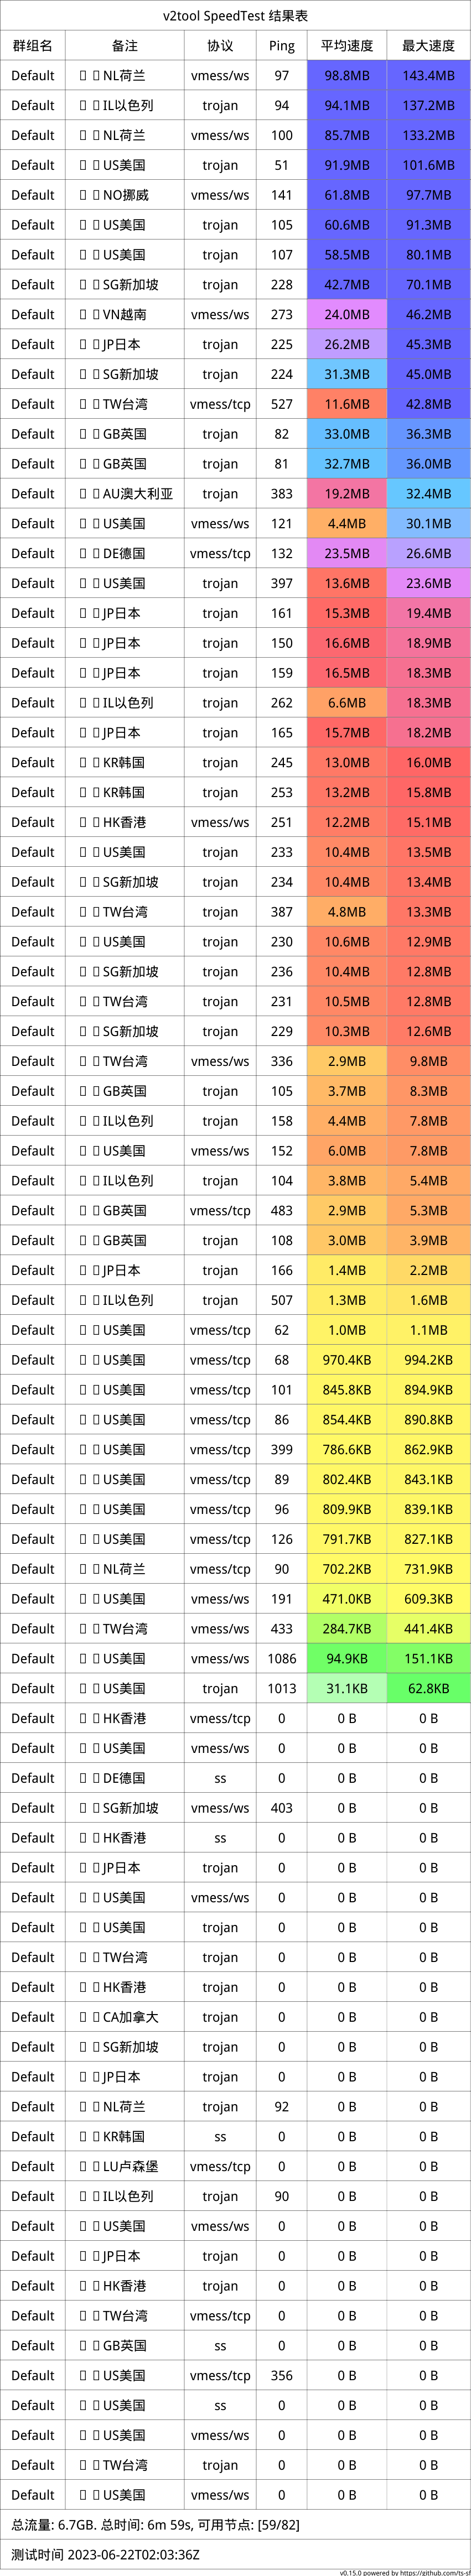 v2tool SpeedTest 结果表
群组名 备注 协议 Ping 平均速度 最大速度
Default NL荷兰 vmess/ws 97 98.8MB 143.4MB
Default IL以色列 trojan 94 94.1MB 137.2MB
Default NL荷兰 vmess/ws 100 85.7MB 133.2MB
Default US美国 trojan 51 91.9MB 101.6MB
Default NO挪威 vmess/ws 141 61.8MB 97.7MB
Default US美国 trojan 105 60.6MB 91.3MB
Default US美国 trojan 107 58.5MB 80.1MB
Default SG新加坡 trojan 228 42.7MB 70.1MB
Default VN越南 vmess/ws 273 24.0MB 46.2MB
Default JP日本 trojan 225 26.2MB 45.3MB
Default SG新加坡 trojan 224 31.3MB 45.0MB
Default TW台湾 vmess/tcp 527 11.6MB 42.8MB
Default GB英国 trojan 82 33.0MB 36.3MB
Default GB英国 trojan 81 32.7MB 36.0MB
Default AU澳大利亚 trojan 383 19.2MB 32.4MB
Default US美国 vmess/ws 121 4.4MB 30.1MB
Default DE德国 vmess/tcp 132 23.5MB 26.6MB
Default US美国 trojan 397 13.6MB 23.6MB
Default JP日本 trojan 161 15.3MB 19.4MB
Default JP日本 trojan 150 16.6MB 18.9MB
Default JP日本 trojan 159 16.5MB 18.3MB
Default IL以色列 trojan 262 6.6MB 18.3MB
Default JP日本 trojan 165 15.7MB 18.2MB
Default KR韩国 trojan 245 13.0MB 16.0MB
Default KR韩国 trojan 253 13.2MB 15.8MB
Default HK香港 vmess/ws 251 12.2MB 15.1MB
Default US美国 trojan 233 10.4MB 13.5MB
Default SG新加坡 trojan 234 10.4MB 13.4MB
Default TW台湾 trojan 387 4.8MB 13.3MB
Default US美国 trojan 230 10.6MB 12.9MB
Default SG新加坡 trojan 236 10.4MB 12.8MB
Default TW台湾 trojan 231 10.5MB 12.8MB
Default SG新加坡 trojan 229 10.3MB 12.6MB
Default TW台湾 vmess/ws 336 2.9MB 9.8MB
Default GB英国 trojan 105 3.7MB 8.3MB
Default IL以色列 trojan 158 4.4MB 7.8MB
Default US美国 vmess/ws 152 6.0MB 7.8MB
Default IL以色列 trojan 104 3.8MB 5.4MB
Default GB英国 vmess/tcp 483 2.9MB 5.3MB
Default GB英国 trojan 108 3.0MB 3.9MB
Default JP日本 trojan 166 1.4MB 2.2MB
Default IL以色列 trojan 507 1.3MB 1.6MB
Default US美国 vmess/tcp 62 1.0MB 1.1MB
Default US美国 vmess/tcp 68 970.4KB 994.2KB
Default US美国 vmess/tcp 101 845.8KB 894.9KB
Default US美国 vmess/tcp 86 854.4KB 890.8KB
Default US美国 vmess/tcp 399 786.6KB 862.9KB
Default US美国 vmess/tcp 89 802.4KB 843.1KB
Default US美国 vmess/tcp 96 809.9KB 839.1KB
Default US美国 vmess/tcp 126 791.7KB 827.1KB
Default NL荷兰 vmess/tcp 90 702.2KB 731.9KB
Default US美国 vmess/ws 191 471.0KB 609.3KB
Default TW台湾 vmess/ws 433 284.7KB 441.4KB
Default US美国 vmess/ws 1086 94.9KB 151.1KB
Default US美国 trojan 1013 31.1KB 62.8KB
Default HK香港 vmess/tcp 0 0 B 0 B
Default US美国 vmess/ws 0 0 B 0 B
Default DE德国 ss 0 0 B 0 B
Default SG新加坡 vmess/ws 403 0 B 0 B
Default HK香港 ss 0 0 B 0 B
Default JP日本 trojan 0 0 B 0 B
Default US美国 vmess/ws 0 0 B 0 B
Default US美国 trojan 0 0 B 0 B
Default TW台湾 trojan 0 0 B 0 B
Default HK香港 trojan 0 0 B 0 B
Default CA加拿大 trojan 0 0 B 0 B
Default SG新加坡 trojan 0 0 B 0 B
Default JP日本 trojan 0 0 B 0 B
Default NL荷兰 trojan 92 0 B 0 B
Default KR韩国 ss 0 0 B 0 B
Default LU卢森堡 vmess/tcp 0 0 B 0 B
Default IL以色列 trojan 90 0 B 0 B
Default US美国 vmess/ws 0 0 B 0 B
Default JP日本 trojan 0 0 B 0 B
Default HK香港 trojan 0 0 B 0 B
Default TW台湾 vmess/tcp 0 0 B 0 B
Default GB英国 ss 0 0 B 0 B
Default US美国 vmess/tcp 356 0 B 0 B
Default US美国 ss 0 0 B 0 B
Default US美国 vmess/ws 0 0 B 0 B
Default TW台湾 trojan 0 0 B 0 B
Default US美国 vmess/ws 0 0 B 0 B
总流量: 6.7GB. 总时间: 6m 59s, 可用节点: [59/82]
测试时间 2023-06-22T02:03:36Z
v0.15.0 powered by https://github.com/ts-sf